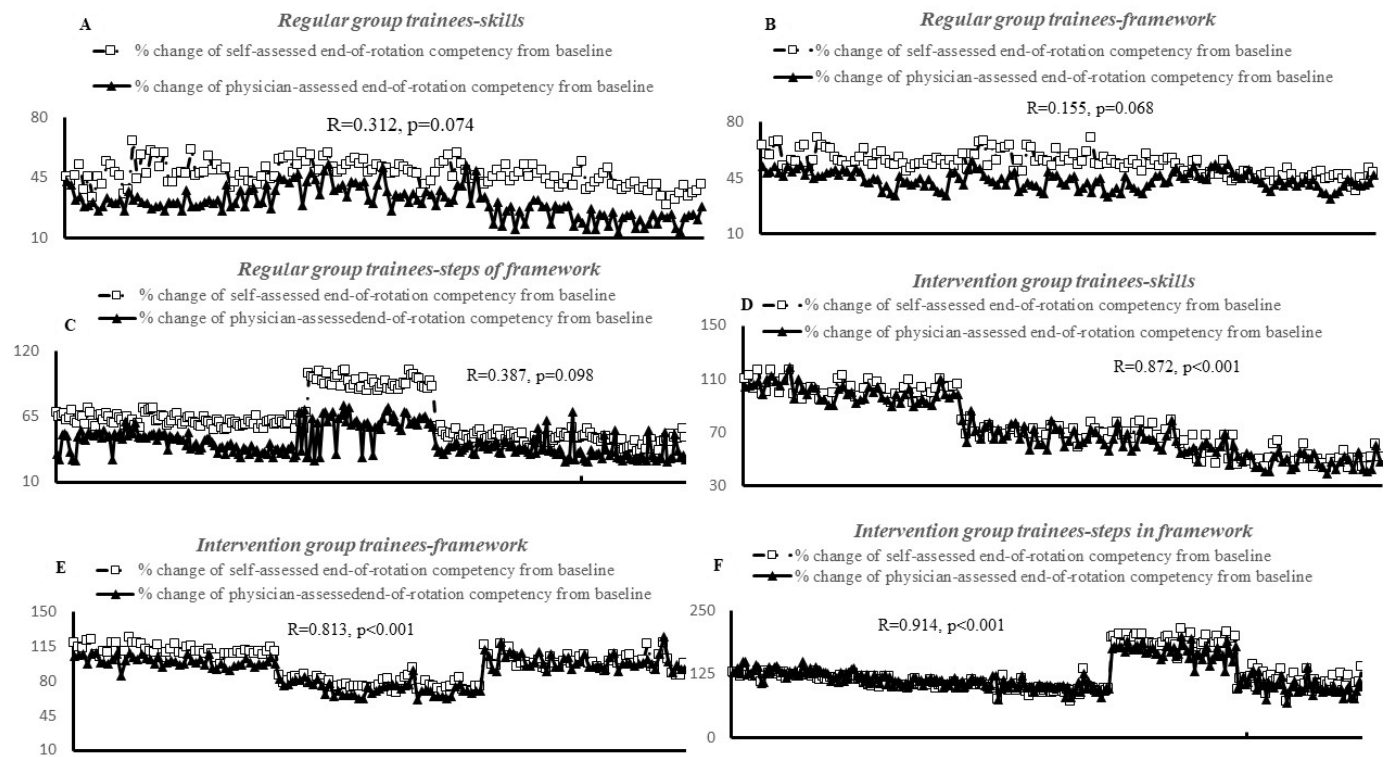 A
Regular group trainees-skills
% change of self-assessed end-of-rotation competency from baseline
% change of physician-assessed end-of-rotation competency from baseline
R=0.312, p=0.074
80
45
10
B
Regular group trainees-framework
% change of self-assessed end-of-rotation competency from baseline
% change of physician-assessed end-of-rotation competency from baseline
R=0.155, p=0.068
80
45
10
Regular group trainees-steps of framework
% change of self-assessed end-of-rotation competency from baseline
% change of physician-assessedend-of-rotation competency from baseline
C
R=0.387, p=0.098
120
65
10
Intervention group trainees-skills
D
% change of self-assessed end-of-rotation competency from baseline
% change of physician-assessed end-of-rotation competency from baseline
R=0.872, p<0.001
150
110
70
30
Intervention group trainees-framework
E
% change of self-assessed end-of-rotation competency from baseline
% change of physician-assessedend-of-rotation competency from baseline
R=0.813, p<0.001
150
115
80
45
10
Intervention group trainees-steps in framework
F
% change of self-assessed end-of-rotation competency from baseline
% change of physician-assessed end-of-rotation competency from baseline
R=0.914, p<0.001
250
125
0